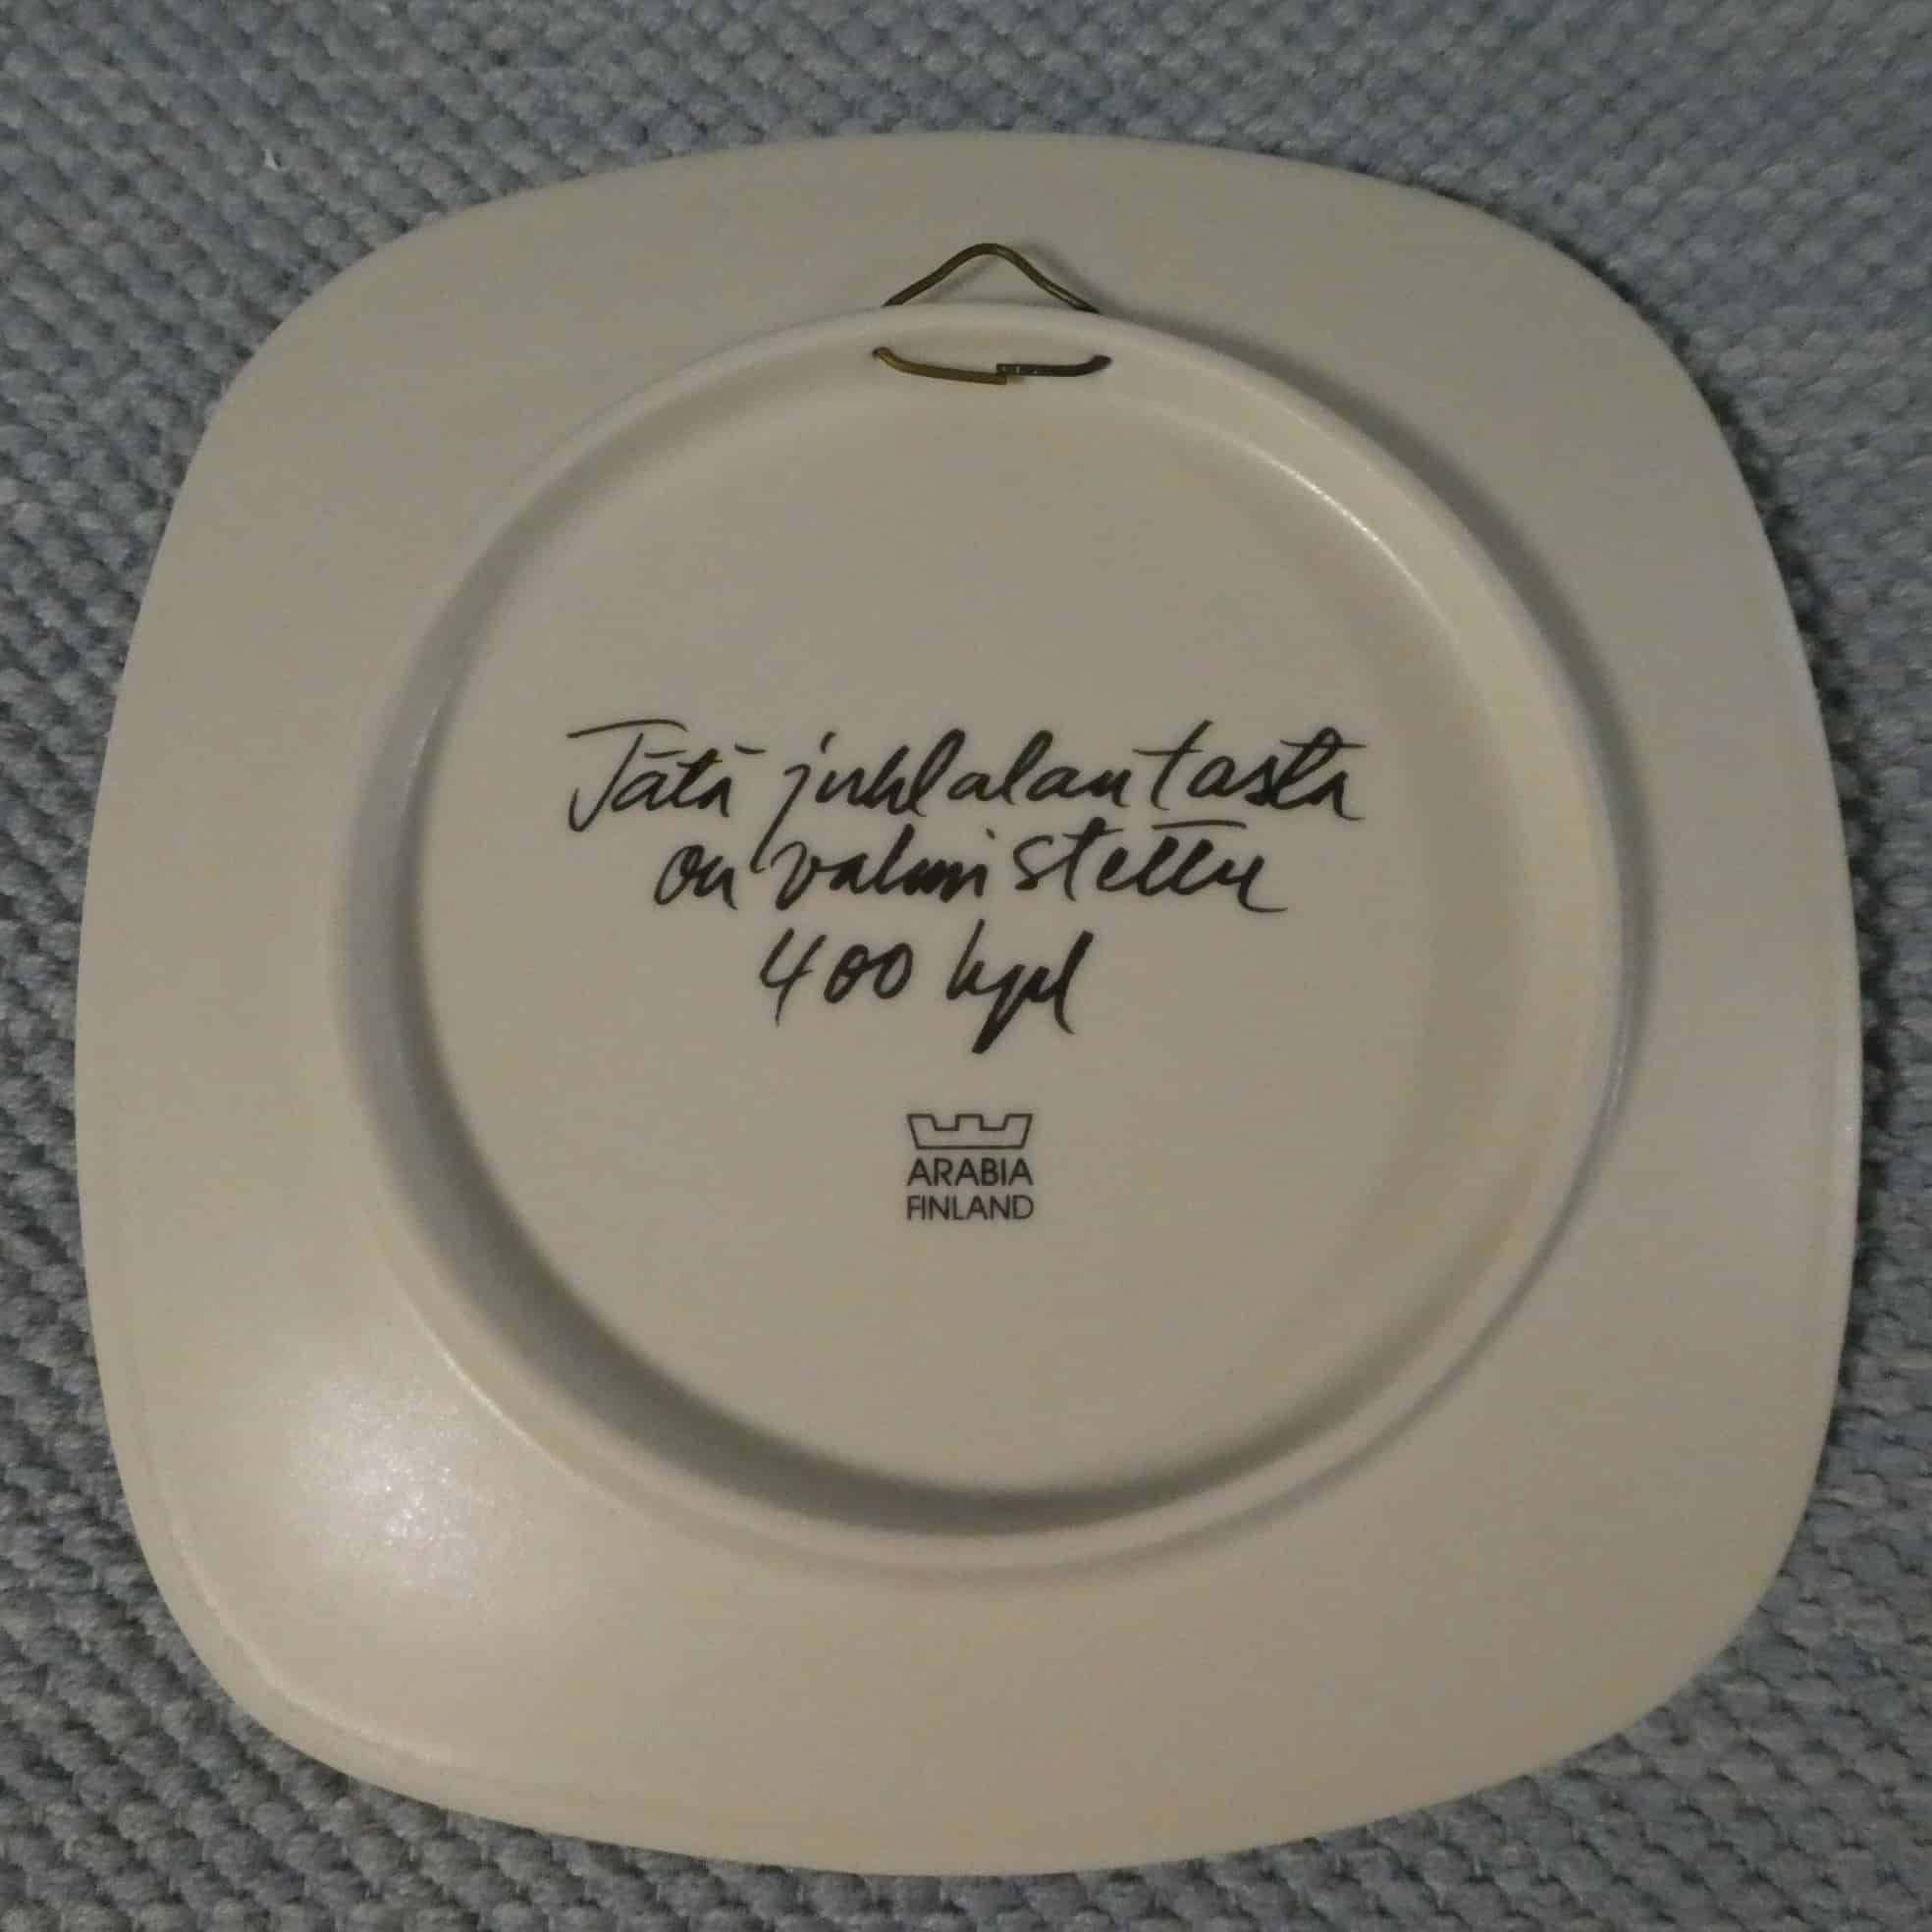 Tätä juhlalautasta
on valmistettu
400 kpl
ARABIA
FINLAND